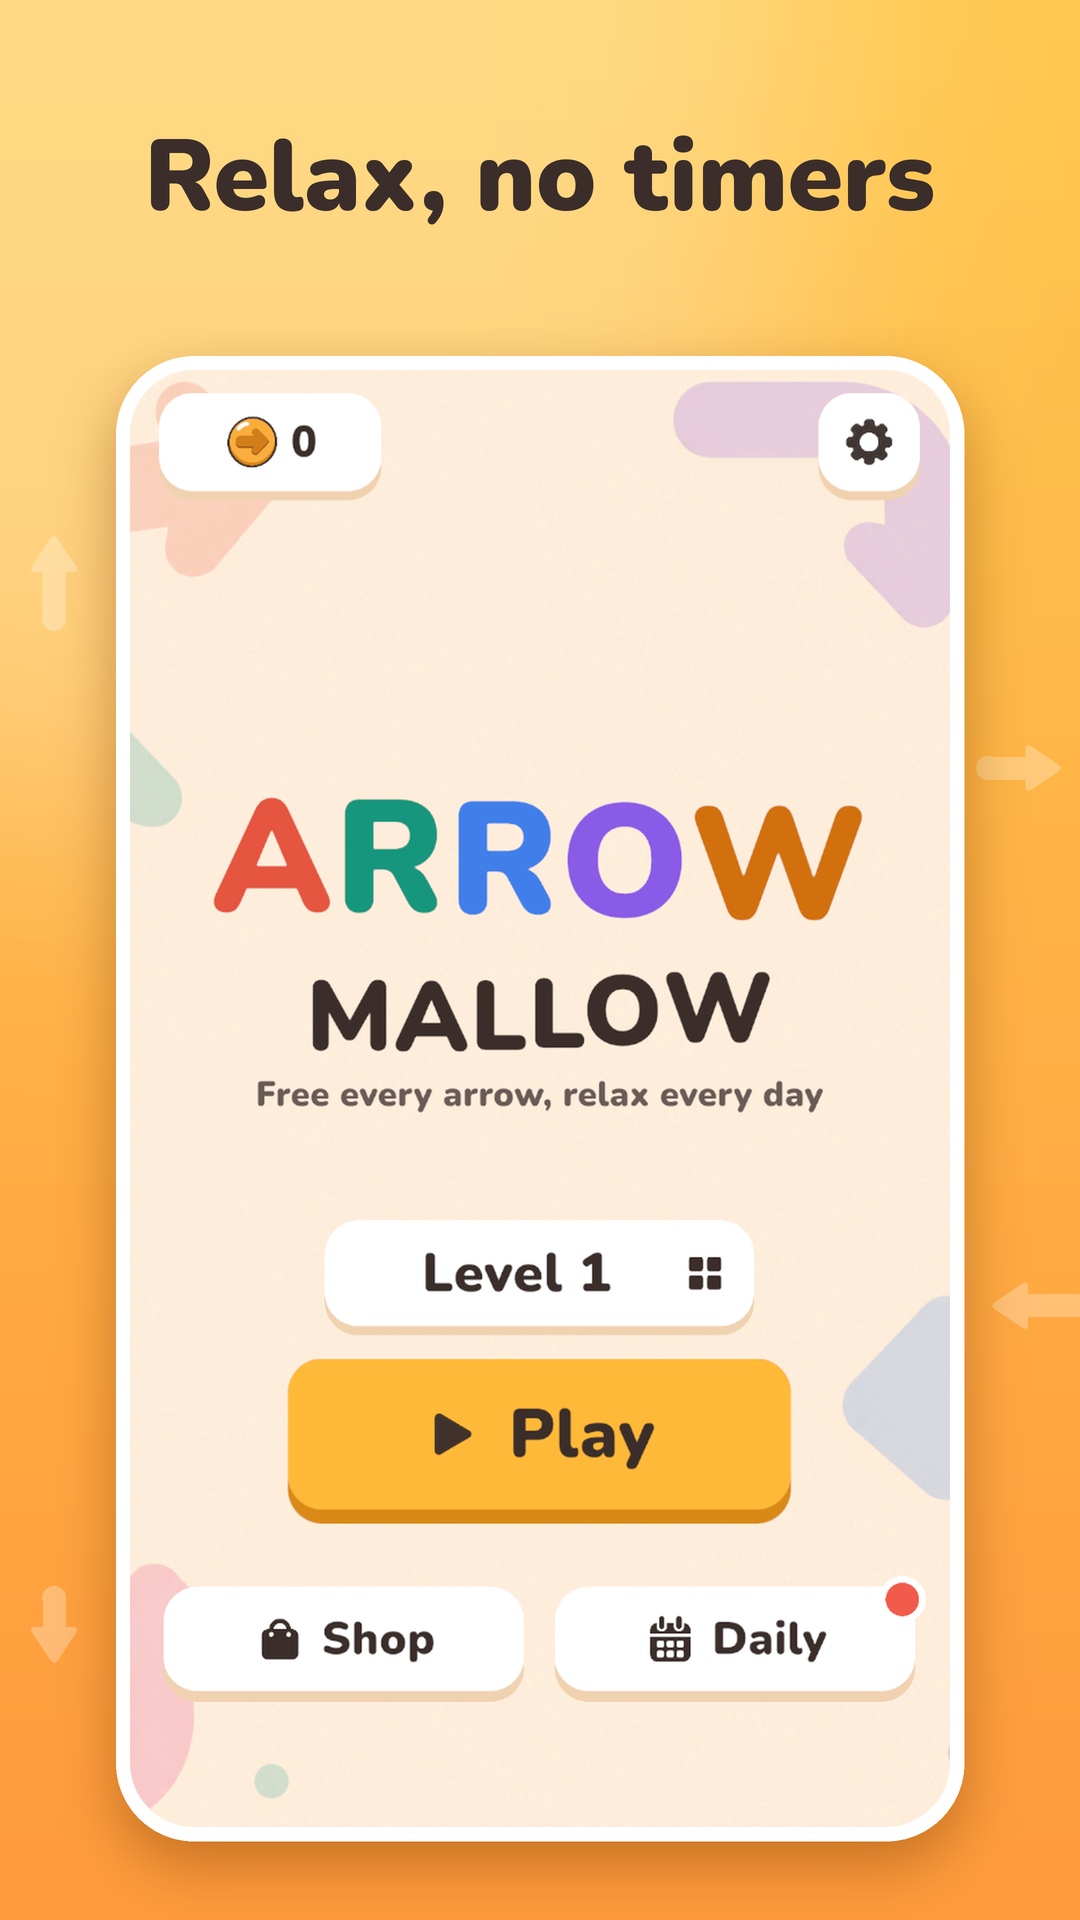 Relax, no timers
0
ARROW
MALLOW
Free every arrow, relax every day
Level 1
Play
Shop
Daily